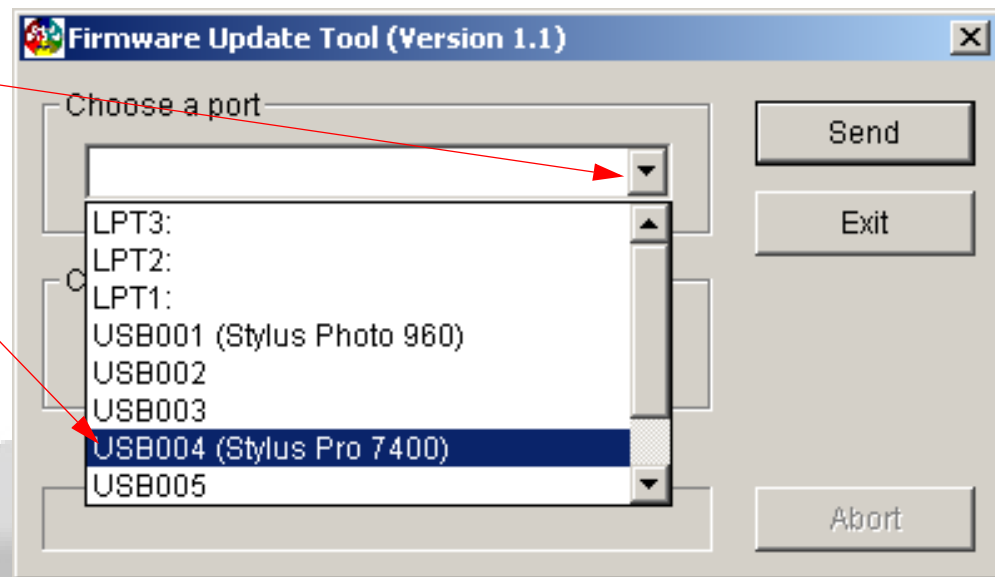 Firmware Update Tool (Version 1.1)
Choose a port
Send
LPT3:
Exit
LPT2:
C
LPT1:
USB001 (Stylus Photo 960)
USB002
USB003
USB004 (Stylus Pro 7400)
USB005
Abort